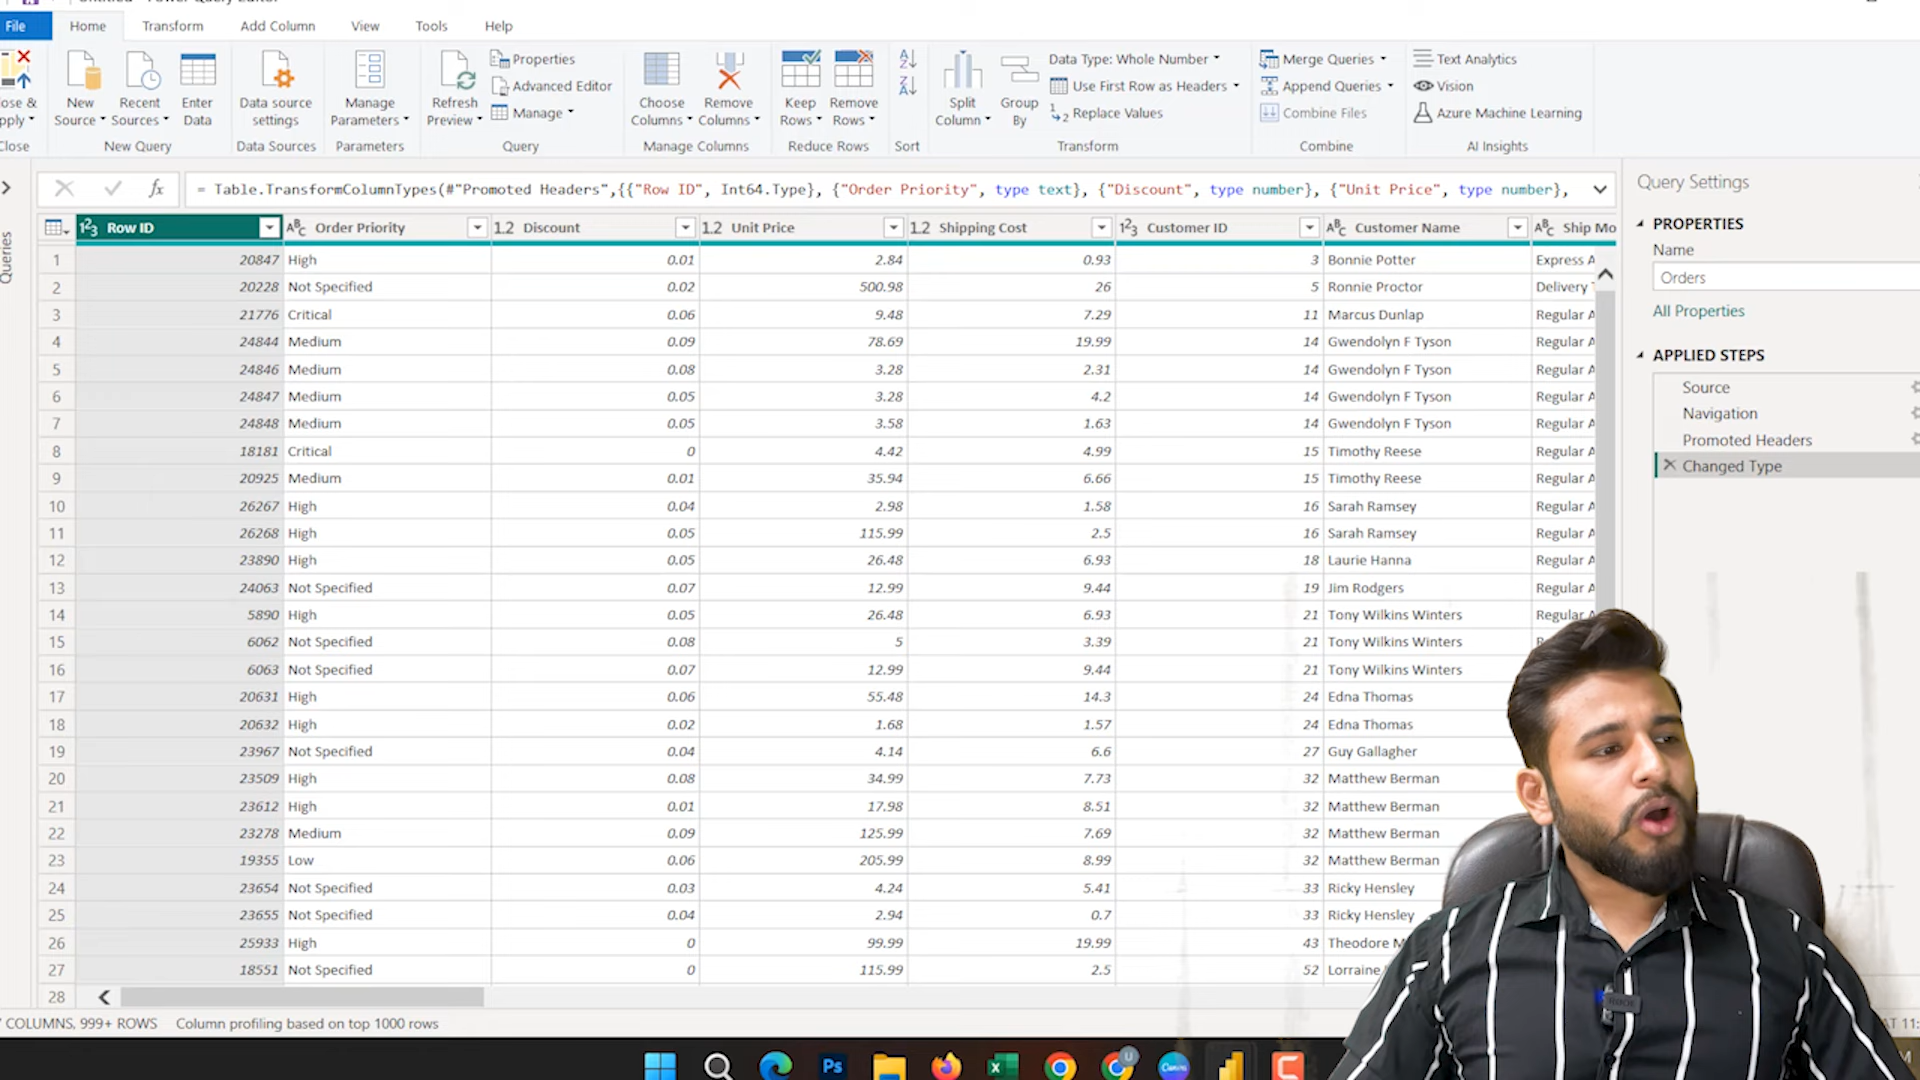 File Home Transform Add Column View Tools Help
New Source Recent Sources Enter Data
Data source settings
Manage Parameters
Refresh Preview
Properties
Advanced Editor
Manage
Choose Columns Remove Columns
Keep Rows Remove Rows
Split Column Group By
Data Type: Whole Number
Use First Row as Headers
Replace Values
Merge Queries
Append Queries
Combine Files
Text Analytics
Vision
Azure Machine Learning
Close New Query Data Sources Parameters Query Manage Columns Reduce Rows Sort Transform Combine AI Insights
fx = Table.TransformColumnTypes(#"Promoted Headers",{{"Row ID", Int64.Type}, {"Order Priority", type text}, {"Discount", type number}, {"Unit Price", type number},
Queries
Row ID Order Priority Discount Unit Price Shipping Cost Customer ID Customer Name Ship Mo
1 20847 High 0.01 2.84 0.93 3 Bonnie Potter Express A
2 20228 Not Specified 0.02 500.98 26 5 Ronnie Proctor Delivery
3 21776 Critical 0.06 9.48 7.29 11 Marcus Dunlap Regular A
4 24844 Medium 0.09 78.69 19.99 14 Gwendolyn F Tyson Regular A
5 24846 Medium 0.08 3.28 2.31 14 Gwendolyn F Tyson Regular A
6 24847 Medium 0.05 3.28 4.2 14 Gwendolyn F Tyson Regular A
7 24848 Medium 0.05 3.58 1.63 14 Gwendolyn F Tyson Regular A
8 18181 Critical 0 4.42 4.99 15 Timothy Reese Regular A
9 20925 Medium 0.01 35.94 6.66 15 Timothy Reese Regular A
10 26267 High 0.04 2.98 1.58 16 Sarah Ramsey Regular A
11 26268 High 0.05 115.99 2.5 16 Sarah Ramsey Regular A
12 23890 High 0.05 26.48 6.93 18 Laurie Hanna Regular A
13 24063 Not Specified 0.07 12.99 9.44 19 Jim Rodgers Regular A
14 5890 High 0.05 26.48 6.93 21 Tony Wilkins Winters Regular A
15 6062 Not Specified 0.08 5 3.39 21 Tony Wilkins Winters
16 6063 Not Specified 0.07 12.99 9.44 21 Tony Wilkins Winters
17 20631 High 0.06 55.48 14.3 24 Edna Thomas
18 20632 High 0.02 1.68 1.57 24 Edna Thomas
19 23967 Not Specified 0.04 4.14 6.6 27 Guy Gallagher
20 23509 High 0.08 34.99 7.73 32 Matthew Berman
21 23612 High 0.01 17.98 8.51 32 Matthew Berman
22 23278 Medium 0.09 125.99 7.69 32 Matthew Berman
23 19355 Low 0.06 205.99 8.99 32 Matthew Berman
24 23654 Not Specified 0.03 4.24 5.41 33 Ricky Hensley
25 23655 Not Specified 0.04 2.94 0.7 33 Ricky Hensley
26 25933 High 0 99.99 19.99 43 Theodore
27 18551 Not Specified 0 115.99 2.5 52 Lorraine
28
COLUMNS, 999+ ROWS Column profiling based on top 1000 rows
Query Settings
PROPERTIES
Name
Orders
All Properties
APPLIED STEPS
Source
Navigation
Promoted Headers
Changed Type